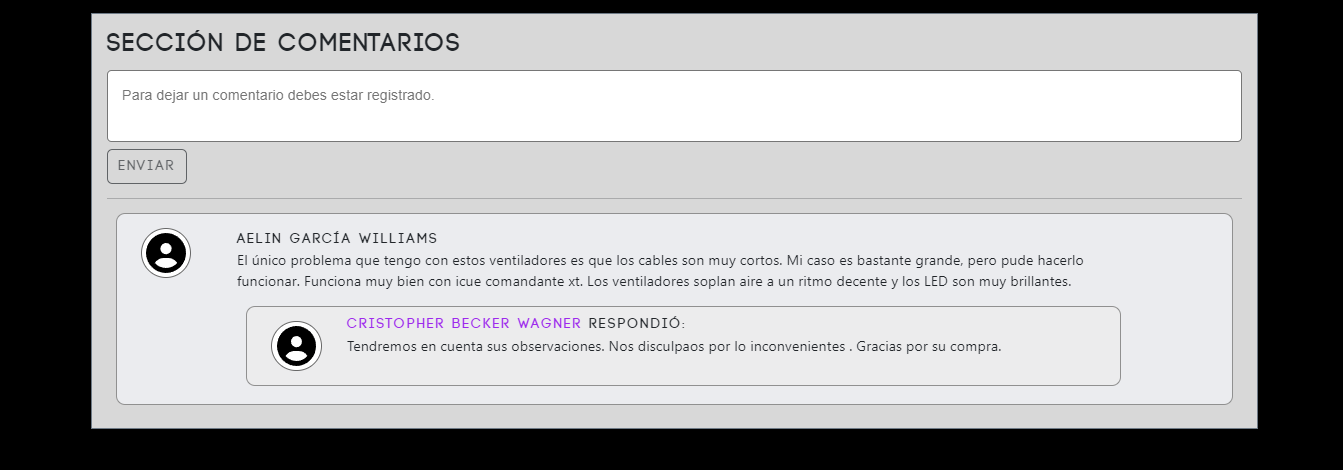 SECCIÓN DE COMENTARIOS
Para dejar un comentario debes estar registrado.
ENVIAR
AELIN GARCÍA WILLIAMS
El único problema que tengo con estos ventiladores es que los cables son muy cortos. Mi caso es bastante grande, pero pude hacerlo
funcionar. Funciona muy bien con icue comandante xt. Los ventiladores soplan aire a un ritmo decente y los LED son muy brillantes.
CRISTOPHER BECKER WAGNER RESPONDIÓ:
Tendremos en cuenta sus observaciones. Nos disculpaos por lo inconvenientes . Gracias por su compra.